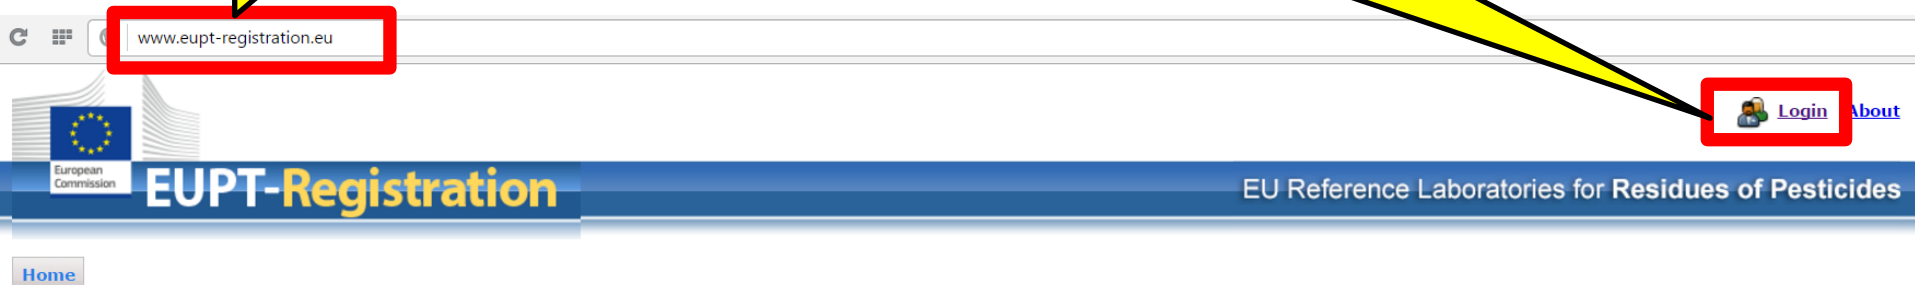 www.eupt-registration.eu
Login About
European
Commission
EUPT-Registration
EU Reference Laboratories for Residues of Pesticides
Home